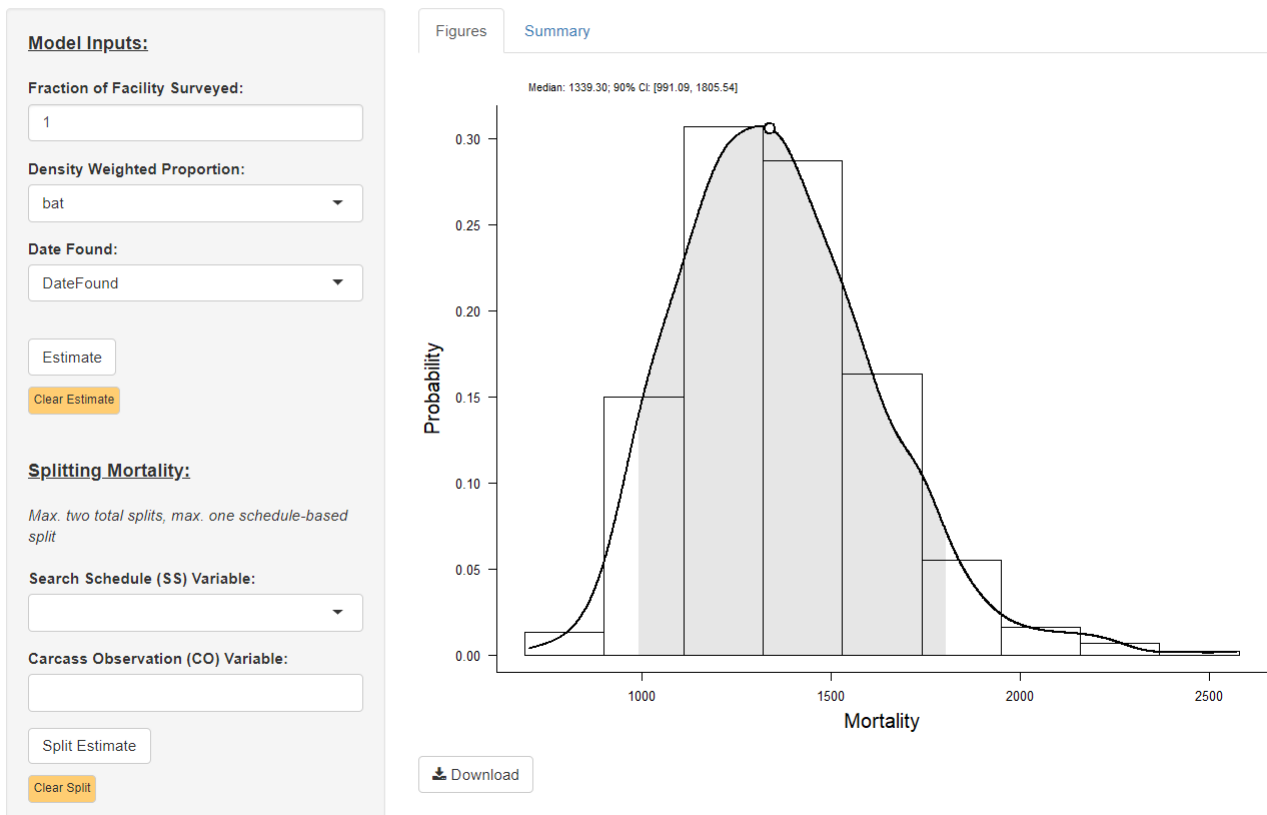 Model Inputs:
Fraction of Facility Surveyed:
1
Density Weighted Proportion:
bat
Date Found:
DateFound
Estimate
Clear Estimate
Splitting Mortality:
Max. two total splits, max. one schedule-based
split
Search Schedule (SS) Variable:
Carcass Observation (CO) Variable:
Split Estimate
Clear Split
Figures
Summary
Median: 1339.30; 90% CI: [991.09, 1805.54]
0.30
0.25
0.20
0.15
0.10
0.05
0.00
Probability
1000
1500
2000
2500
Mortality
Download